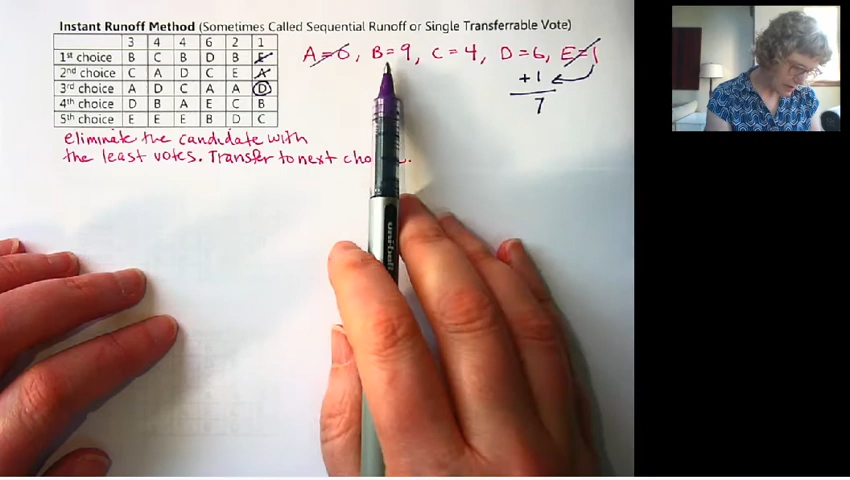 Instant Runoff Method (Sometimes Called Sequential Runoff or Single Transferrable Vote)
3 4 4 6 2 1
1st choice B C B D B E
2nd choice C A D C E A
3rd choice A D C A A D
4th choice D B A E C B
5th choice E E E B D C
A=0, B=9, C=4, D=6, E=1
+1
7
eliminate the candidate with
the least votes. Transfer to next